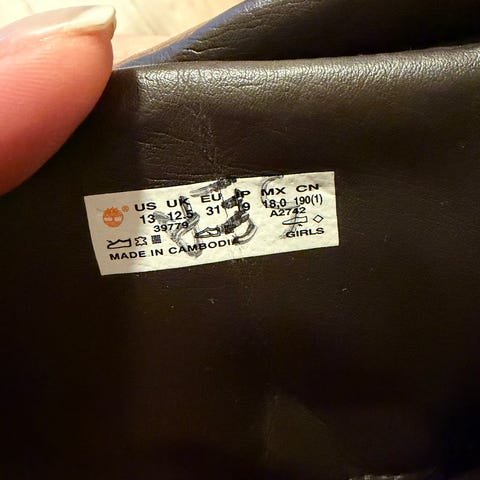 US UK EU JP MX CN
13 12.5 31 19 18.0 190(1)
39779 A2742
MADE IN CAMBODIA GIRLS